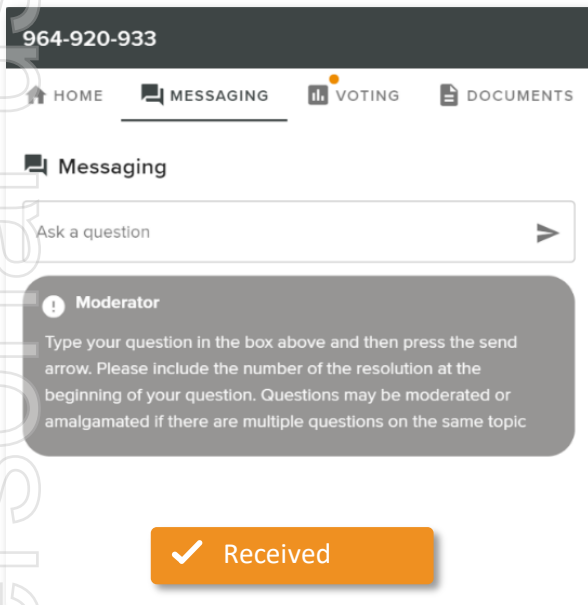 964-920-933
HOME
MESSAGING
VOTING
DOCUMENTS
Messaging
Ask a question
Moderator
Type your question in the box above and then press the send
arrow. Please include the number of the resolution at the
beginning of your question. Questions may be moderated or
amalgamated if there are multiple questions on the same topic
Received